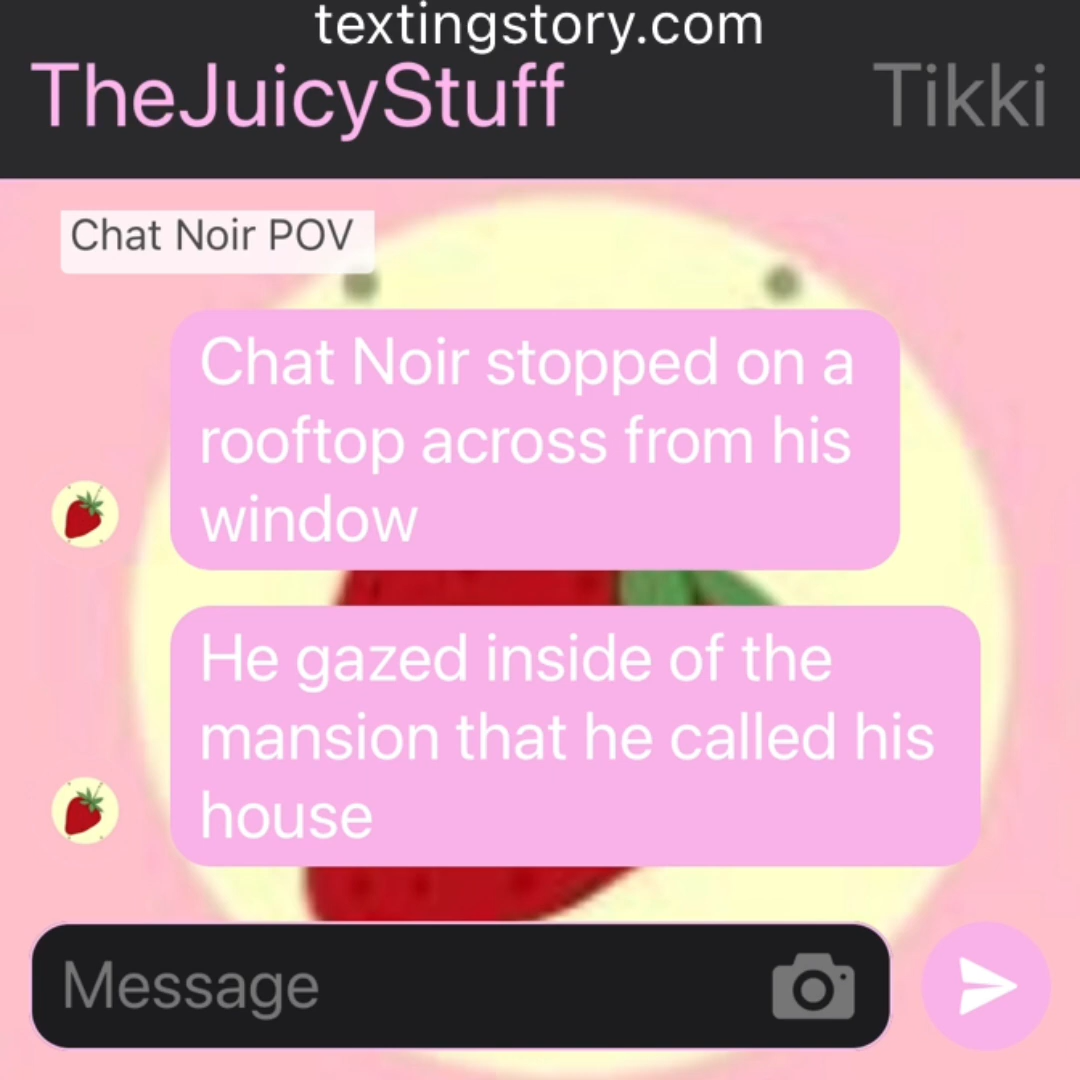 textingstory.com
TheJuicyStuff
Tikki
Chat Noir POV
Chat Noir stopped on a
rooftop across from his
window
He gazed inside of the
mansion that he called his
house
Message